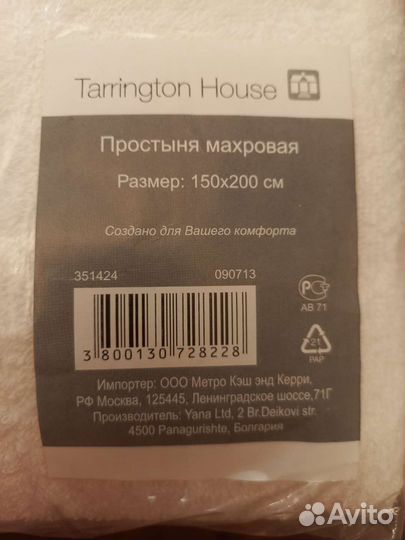 Tarrington House
Простыня махровая
Размер: 150x200 см
Создано для Вашего комфорта
351424 090713
РС
АВ 71
3 800130 728228
21
PAP
Импортер: ООО Метро Кэш энд Керри,
РФ Москва, 125445, Ленинградское шоссе,71Г
Производитель: Yana Ltd, 2 Br.Deikovi str.
4500 Panagurishte, Болгария
Avito